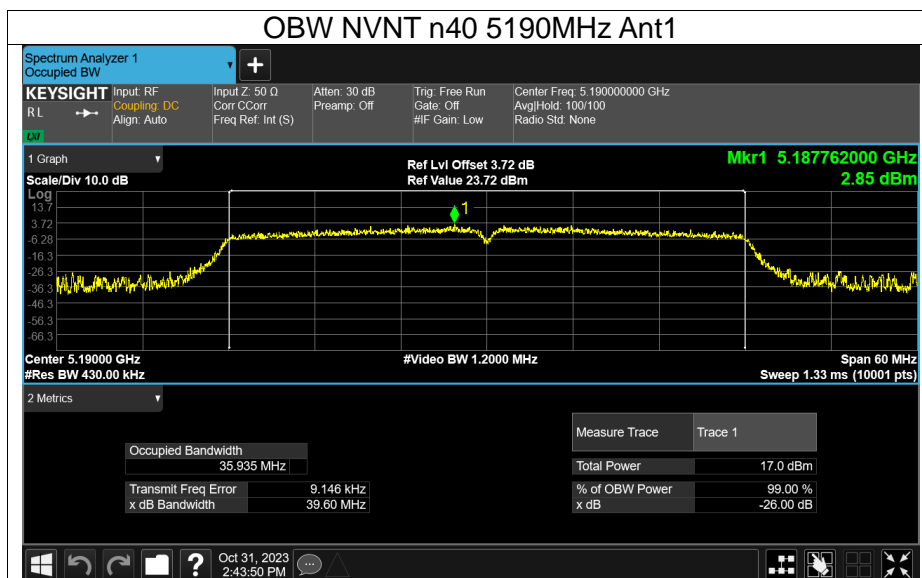 OBW NVNT n40 5190MHz Ant1
Spectrum Analyzer 1
Occupied BW
KEYSIGHT
R L
LXI
Input: RF
Coupling: DC
Align: Auto
Input Z: 50 Ω
Corr CCorr
Freq Ref: Int (S)
Atten: 30 dB
Preamp: Off
Trig: Free Run
Gate: Off
#IF Gain: Low
Center Freq: 5.190000000 GHz
Avg|Hold: 100/100
Radio Std: None
1 Graph
Scale/Div 10.0 dB
Ref Lvl Offset 3.72 dB
Ref Value 23.72 dBm
Mkr1 5.187762000 GHz
2.85 dBm
Log
13.7
3.72
-6.28
-16.3
-26.3
-36.3
-46.3
-56.3
-66.3
1
Center 5.19000 GHz
#Res BW 430.00 kHz
#Video BW 1.2000 MHz
Span 60 MHz
Sweep 1.33 ms (10001 pts)
2 Metrics
Occupied Bandwidth
35.935 MHz
Transmit Freq Error 9.146 kHz
x dB Bandwidth 39.60 MHz
Measure Trace Trace 1
Total Power 17.0 dBm
% of OBW Power 99.00 %
x dB -26.00 dB
?
Oct 31, 2023
2:43:50 PM